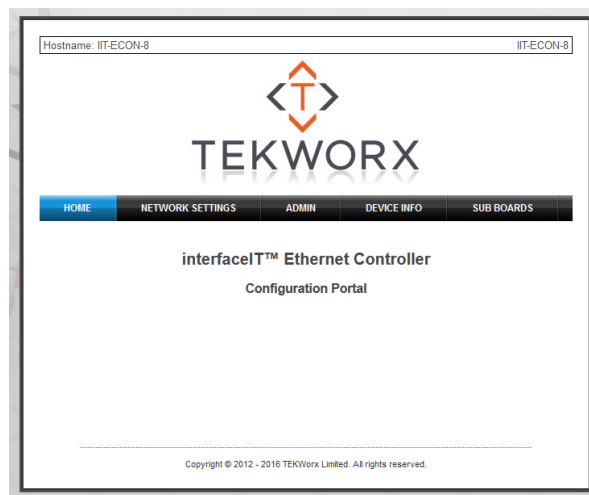 Hostname: IIT-ECON-8 IIT-ECON-8
T
TEKWORX
HOME NETWORK SETTINGS ADMIN DEVICE INFO SUB BOARDS
interfaceIT™ Ethernet Controller
Configuration Portal
Copyright © 2012 - 2016 TEKWorx Limited. All rights reserved.